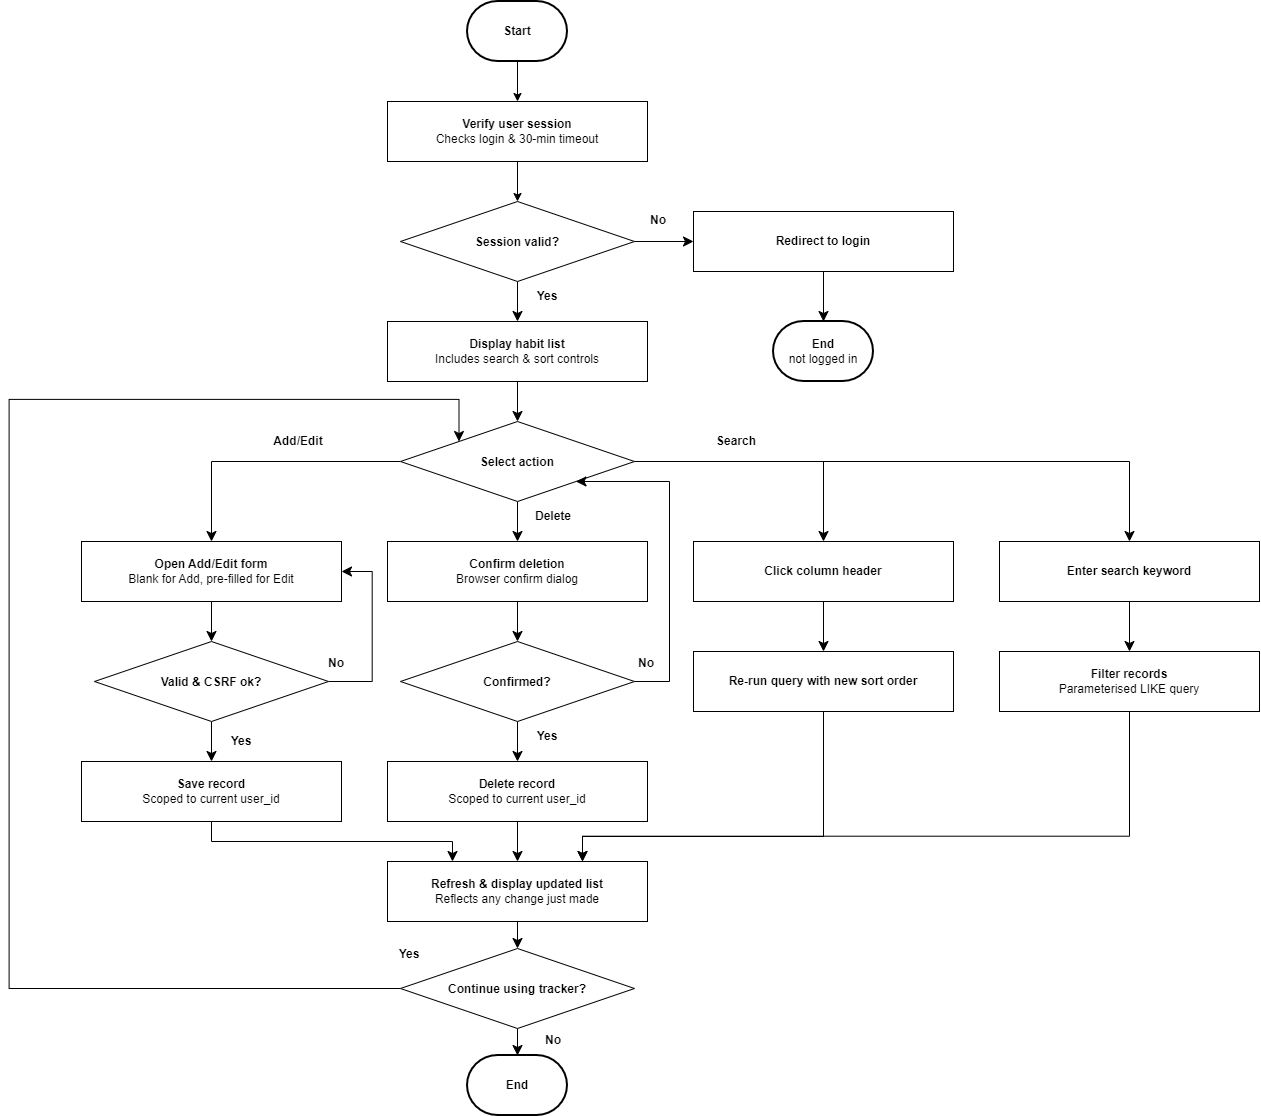 Start
Verify user session
Checks login & 30-min timeout
Session valid?
No
Redirect to login
Yes
End
not logged in
Display habit list
Includes search & sort controls
Add/Edit
Select action
Search
Delete
Open Add/Edit form
Blank for Add, pre-filled for Edit
Confirm deletion
Browser confirm dialog
Click column header
Enter search keyword
Valid & CSRF ok?
No
Confirmed?
No
Re-run query with new sort order
Filter records
Parameterised LIKE query
Yes
Yes
Save record
Scoped to current user_id
Delete record
Scoped to current user_id
Refresh & display updated list
Reflects any change just made
Yes
Continue using tracker?
No
End